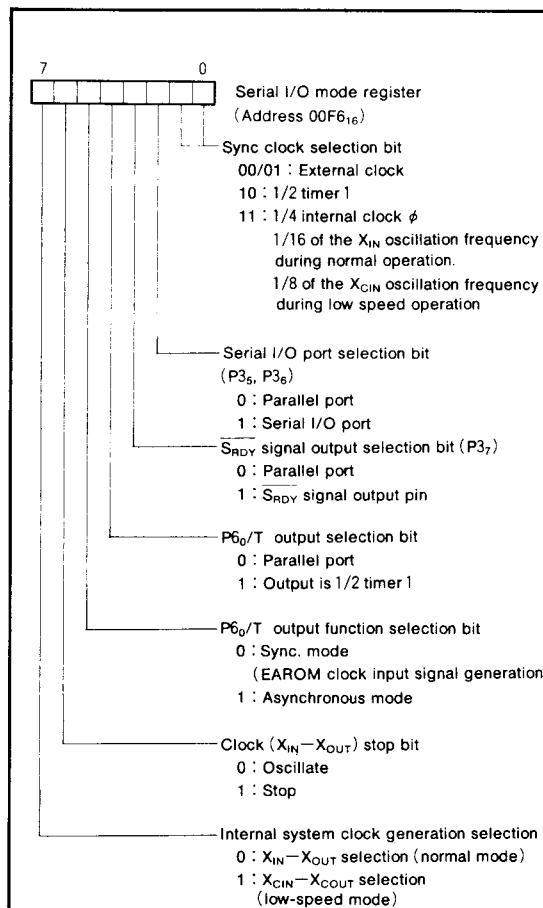 7 0
Serial I/O mode register
(Address 00F6₁₆)
Sync clock selection bit
00/01 : External clock
10 : 1/2 timer 1
11 : 1/4 internal clock ϕ
1/16 of the X_IN oscillation frequency
during normal operation.
1/8 of the X_CIN oscillation frequency
during low speed operation
Serial I/O port selection bit
(P3₅, P3₆)
0 : Parallel port
1 : Serial I/O port
S̅_R̅D̅Y̅ signal output selection bit (P3₇)
0 : Parallel port
1 : S̅_R̅D̅Y̅ signal output pin
P6₀/T output selection bit
0 : Parallel port
1 : Output is 1/2 timer 1
P6₀/T output function selection bit
0 : Sync. mode
(EAROM clock input signal generation
1 : Asynchronous mode
Clock (X_IN−X_OUT) stop bit
0 : Oscillate
1 : Stop
Internal system clock generation selection
0 : X_IN−X_OUT selection (normal mode)
1 : X_CIN−X_COUT selection
(low-speed mode)